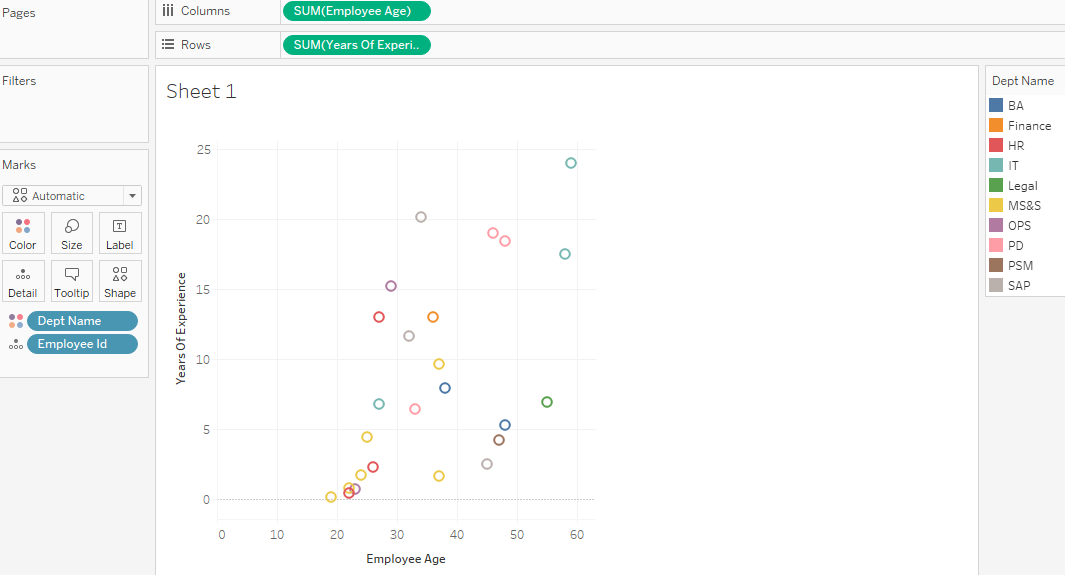 Pages
Columns
SUM(Employee Age)
Rows
SUM(Years Of Experi..
Filters
Sheet 1
Marks
Automatic
Color
Size
Label
Detail
Tooltip
Shape
Dept Name
Employee Id
25
20
15
10
5
0
Years Of Experience
0
10
20
30
40
50
60
Employee Age
Dept Name
BA
Finance
HR
IT
Legal
MS&S
OPS
PD
PSM
SAP